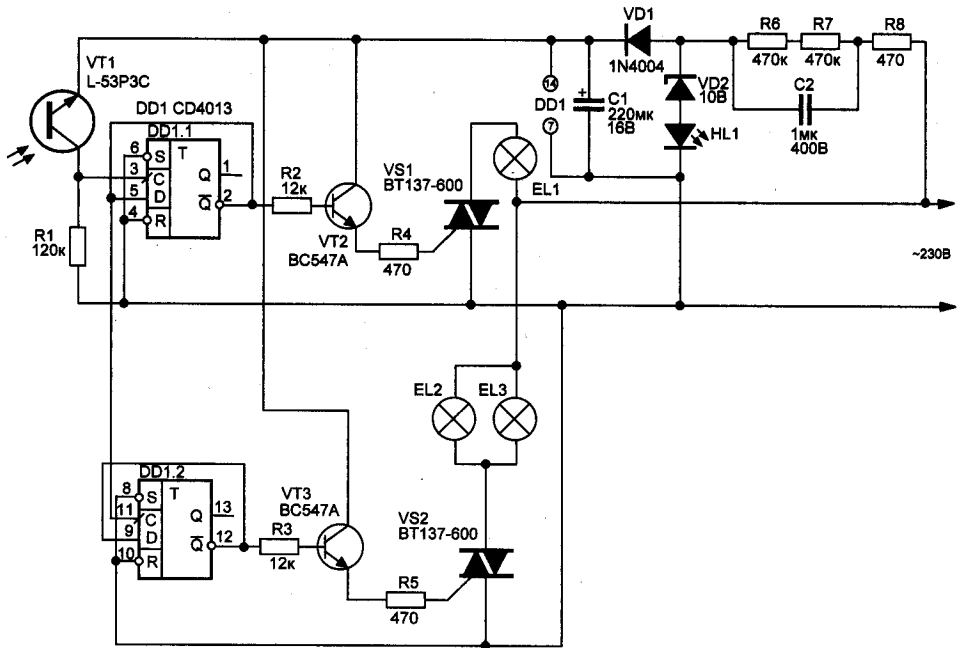 VD1
1N4004
R6
470к
R7
470к
R8
470
C2
1мк
400В
VD2
10В
HL1
C1
220мк
16В
14
DD1
7
VT1
L-53P3C
DD1 CD4013
DD1.1
6
S
T
3
C
Q
1
5
D
Q
2
4
R
R2
12к
VT2
BC547A
R4
470
VS1
BT137-600
EL1
R1
120к
~230В
EL2
EL3
DD1.2
8
S
T
11
C
Q
13
9
D
Q
12
10
R
R3
12к
VT3
BC547A
R5
470
VS2
BT137-600